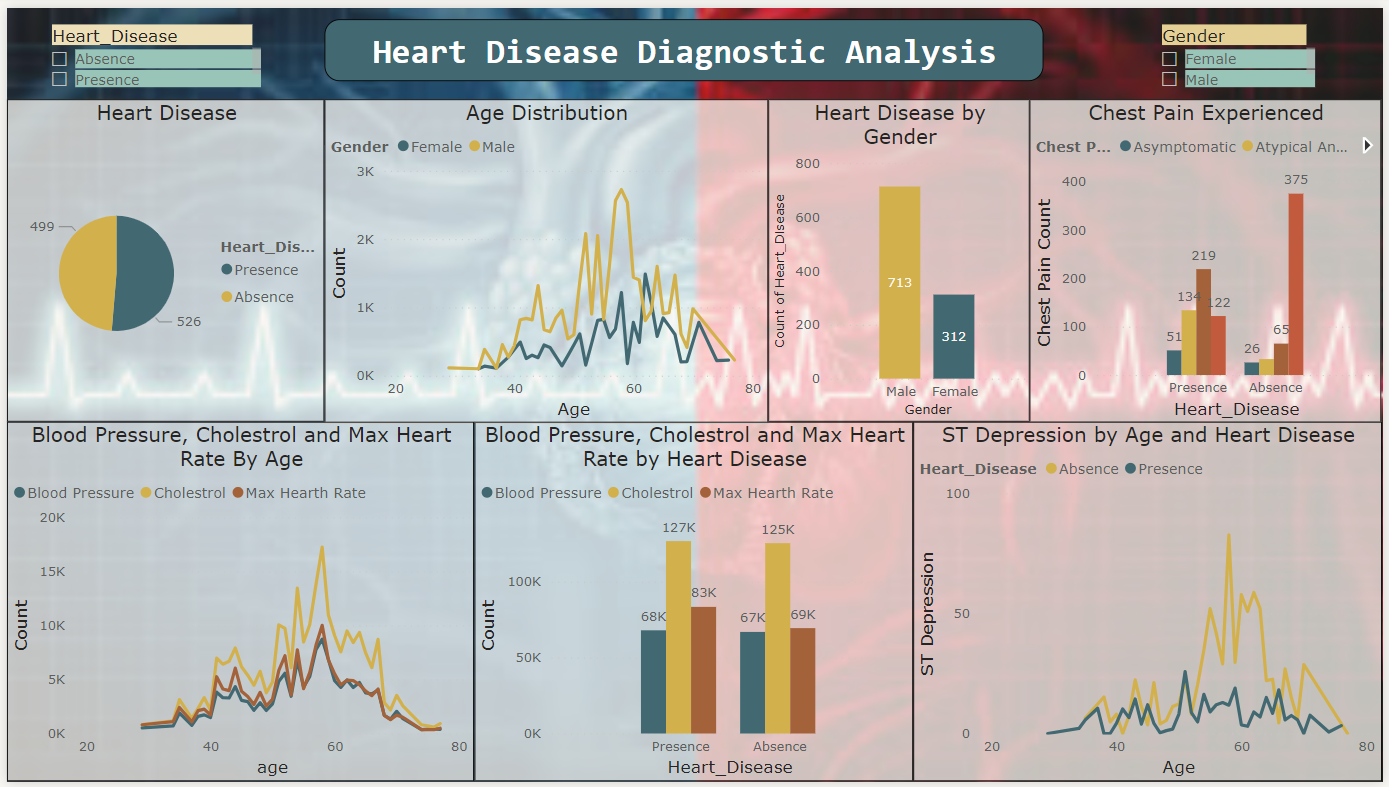 Heart_Disease
Absence
Presence
Heart Disease Diagnostic Analysis
Gender
Female
Male
Heart Disease
499
526
Heart_Dis...
Presence
Absence
Age Distribution
Gender Female Male
3K
2K
1K
0K
Count
20 40 60 80
Age
Heart Disease by
Gender
800
600
400
200
0
Count of Heart_Disease
713
312
Male Female
Gender
Chest Pain Experienced
Chest P... Asymptomatic Atypical An...
400
300
200
100
0
Chest Pain Count
51
134
219
122
26
65
375
Presence Absence
Heart_Disease
Blood Pressure, Cholestrol and Max Heart
Rate By Age
Blood Pressure Cholestrol Max Hearth Rate
20K
15K
10K
5K
0K
Count
20 40 60 80
age
Blood Pressure, Cholestrol and Max Heart
Rate by Heart Disease
Blood Pressure Cholestrol Max Hearth Rate
100K
50K
0K
Count
68K
127K
83K
67K
125K
69K
Presence Absence
Heart_Disease
ST Depression by Age and Heart Disease
Heart_Disease Absence Presence
100
50
0
ST Depression
20 40 60 80
Age